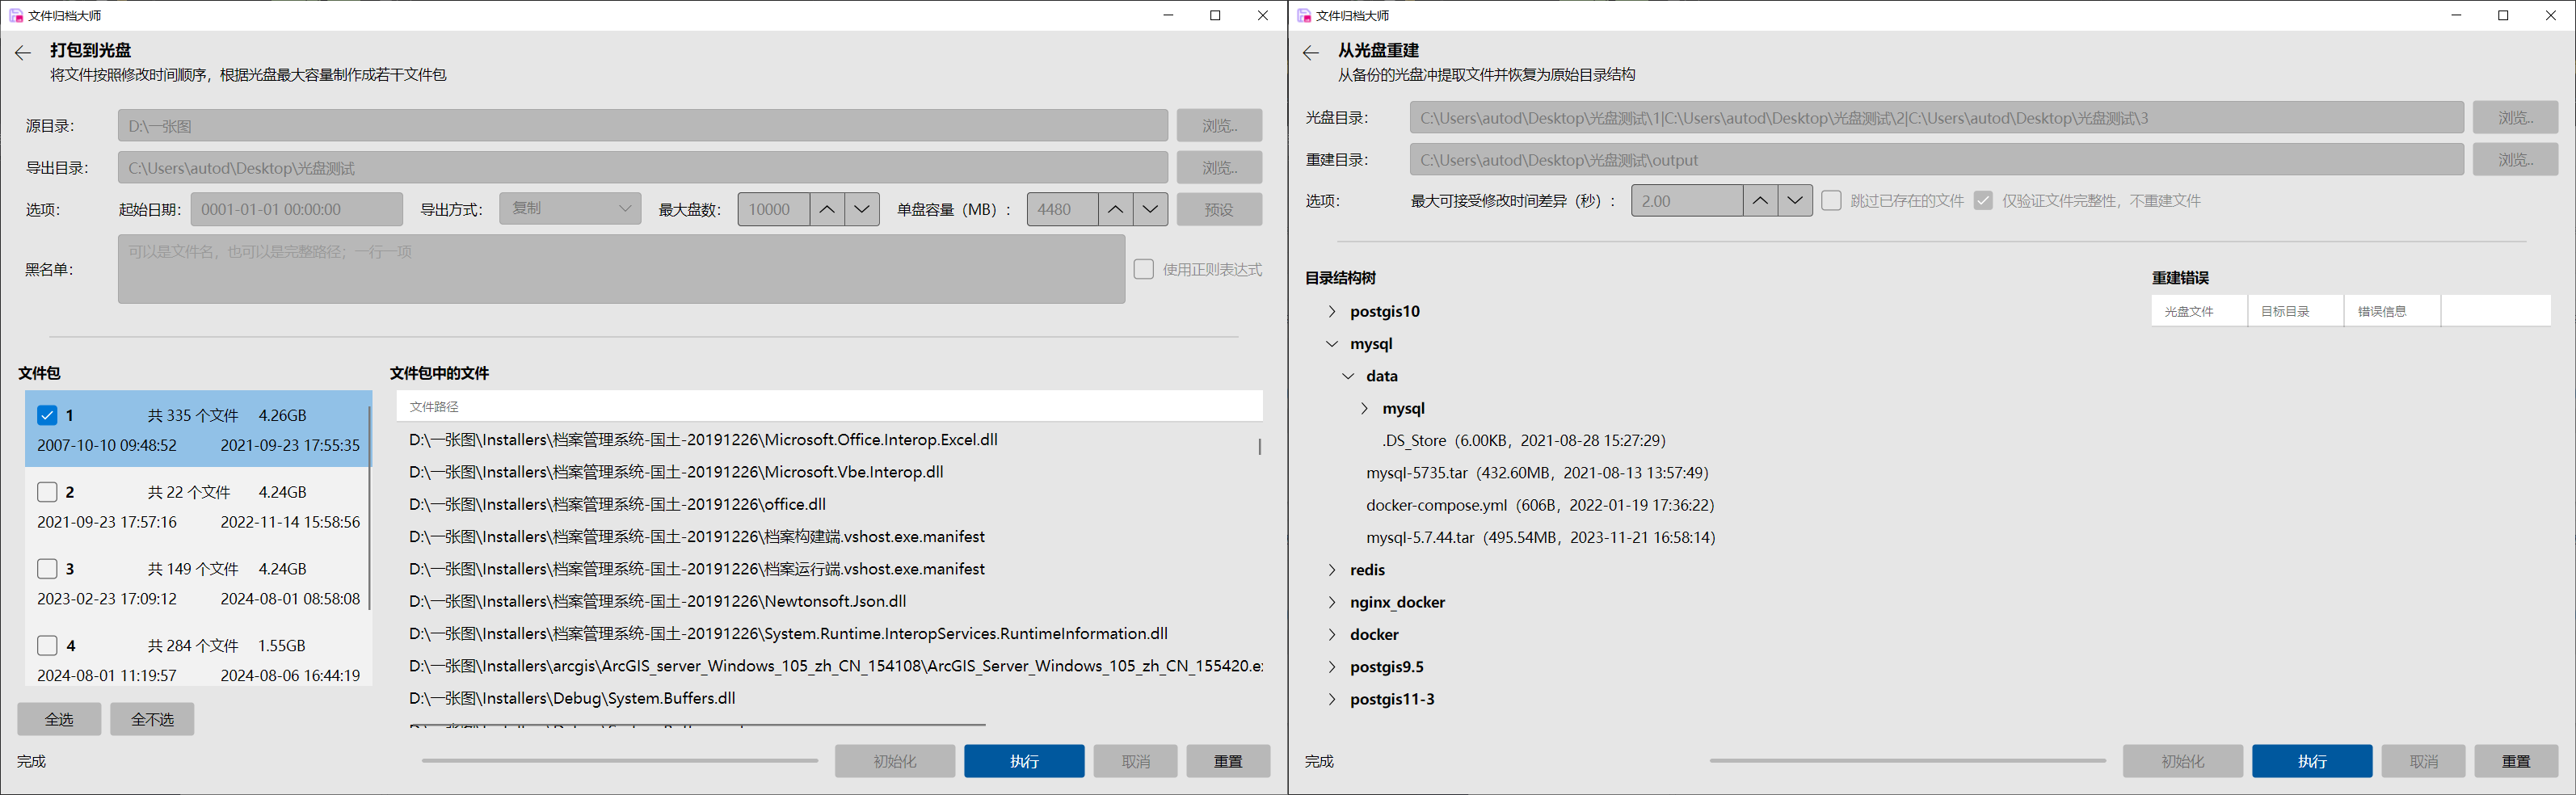 文件归档大师
打包到光盘
将文件按照修改时间顺序，根据光盘最大容量制作成若干文件包
源目录： D:\一张图 浏览..
导出目录： C:\Users\autod\Desktop\光盘测试 浏览..
选项： 起始日期： 0001-01-01 00:00:00 导出方式： 复制 最大盘数： 10000 单盘容量（MB）： 4480 预设
黑名单： 可以是文件名，也可以是完整路径；一行一项 使用正则表达式
文件包
1 共 335 个文件 4.26GB
2007-10-10 09:48:52 2021-09-23 17:55:35
2 共 22 个文件 4.24GB
2021-09-23 17:57:16 2022-11-14 15:58:56
3 共 149 个文件 4.24GB
2023-02-23 17:09:12 2024-08-01 08:58:08
4 共 284 个文件 1.55GB
2024-08-01 11:19:57 2024-08-06 16:44:19
全选 全不选
文件包中的文件
文件路径
D:\一张图\Installers\档案管理系统-国土-20191226\Microsoft.Office.Interop.Excel.dll
D:\一张图\Installers\档案管理系统-国土-20191226\Microsoft.Vbe.Interop.dll
D:\一张图\Installers\档案管理系统-国土-20191226\office.dll
D:\一张图\Installers\档案管理系统-国土-20191226\档案构建端.vshost.exe.manifest
D:\一张图\Installers\档案管理系统-国土-20191226\档案运行端.vshost.exe.manifest
D:\一张图\Installers\档案管理系统-国土-20191226\Newtonsoft.Json.dll
D:\一张图\Installers\档案管理系统-国土-20191226\System.Runtime.InteropServices.RuntimeInformation.dll
D:\一张图\Installers\arcgis\ArcGIS_server_Windows_105_zh_CN_154108\ArcGIS_Server_Windows_105_zh_CN_155420.ex
D:\一张图\Installers\Debug\System.Buffers.dll
完成 初始化 执行 取消 重置
文件归档大师
从光盘重建
从备份的光盘冲提取文件并恢复为原始目录结构
光盘目录： C:\Users\autod\Desktop\光盘测试\1|C:\Users\autod\Desktop\光盘测试\2|C:\Users\autod\Desktop\光盘测试\3 浏览..
重建目录： C:\Users\autod\Desktop\光盘测试\output 浏览..
选项： 最大可接受修改时间差异（秒）： 2.00 跳过已存在的文件 仅验证文件完整性，不重建文件
目录结构树
postgis10
mysql
data
mysql
.DS_Store（6.00KB，2021-08-28 15:27:29）
mysql-5735.tar（432.60MB，2021-08-13 13:57:49）
docker-compose.yml（606B，2022-01-19 17:36:22）
mysql-5.7.44.tar（495.54MB，2023-11-21 16:58:14）
redis
nginx_docker
docker
postgis9.5
postgis11-3
重建错误
光盘文件 目标目录 错误信息
完成 初始化 执行 取消 重置